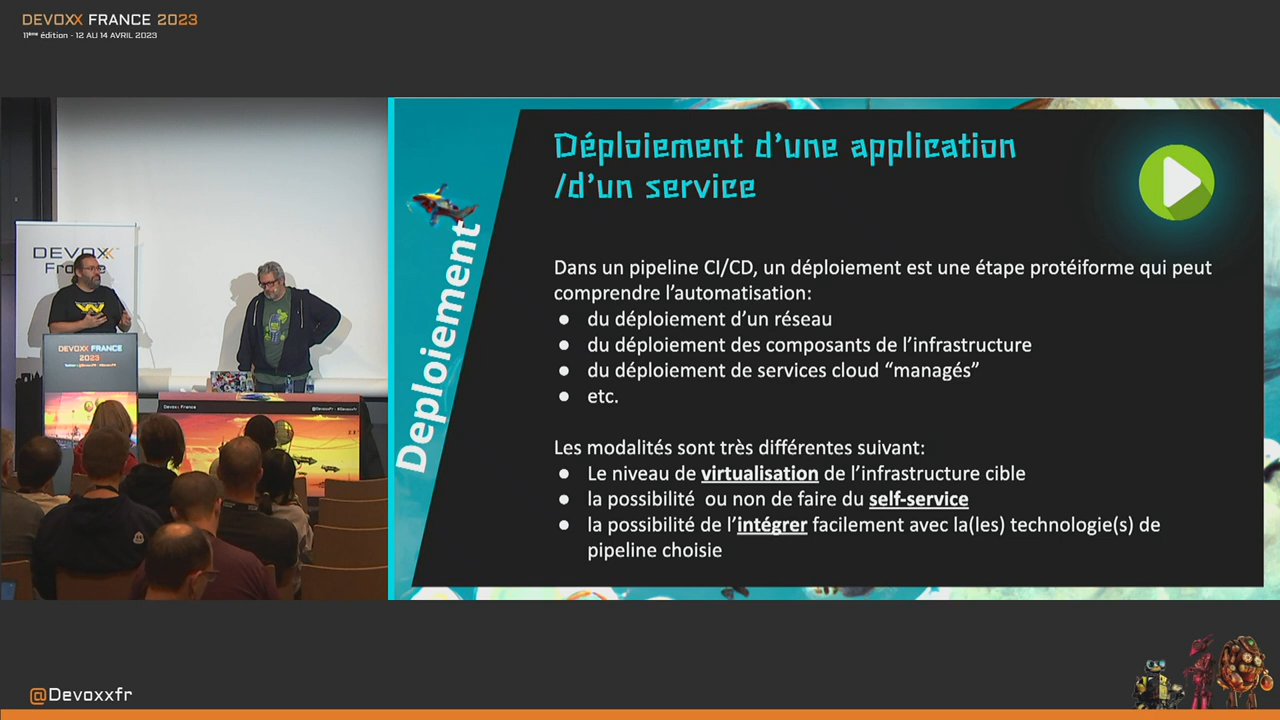 DEVOXX FRANCE 2023
11ème édition - 12 AU 14 AVRIL 2023
DEVOXX
France
DEVOXX FRANCE
2023
Devoxx France
Déploiement
Déploiement d'une application
/d'un service
Dans un pipeline CI/CD, un déploiement est une étape protéiforme qui peut
comprendre l'automatisation:
● du déploiement d'un réseau
● du déploiement des composants de l'infrastructure
● du déploiement de services cloud “managés”
● etc.
Les modalités sont très différentes suivant:
● Le niveau de virtualisation de l'infrastructure cible
● la possibilité ou non de faire du self-service
● la possibilité de l'intégrer facilement avec la(les) technologie(s) de
pipeline choisie
@Devoxxfr